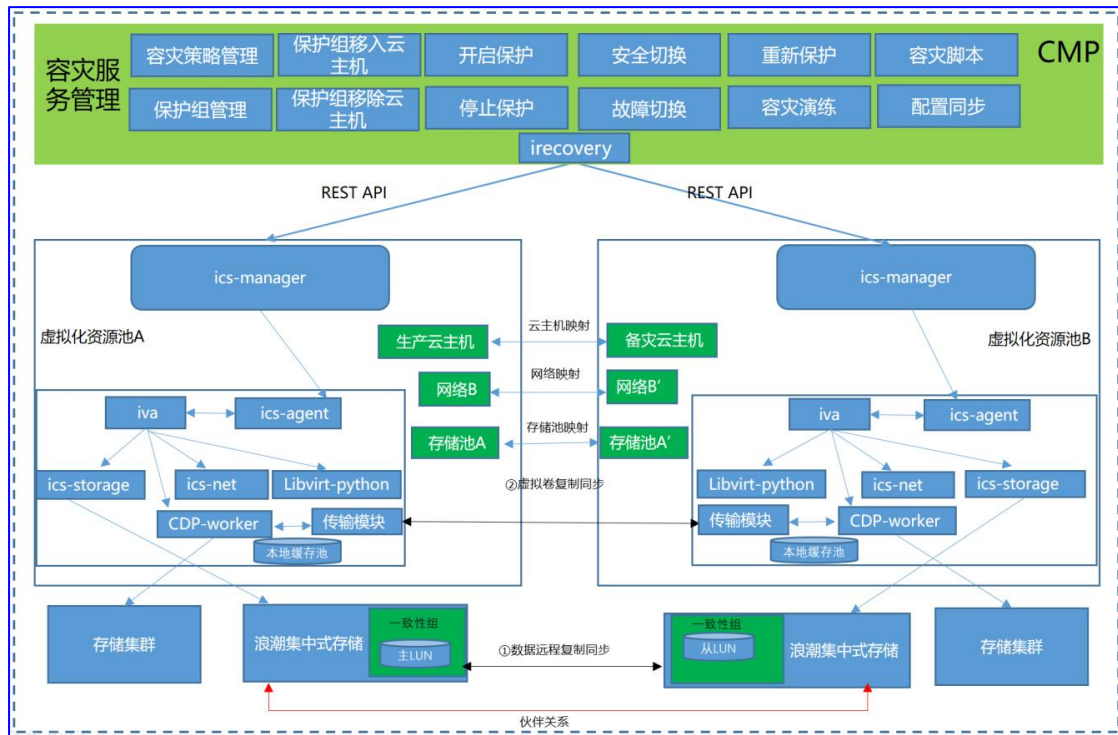 容灾服
务管理
容灾策略管理
保护组移入云
主机
开启保护
安全切换
重新保护
容灾脚本
CMP
保护组管理
保护组移除云
主机
停止保护
故障切换
容灾演练
配置同步
irecovery
REST API
REST API
ics-manager
ics-manager
虚拟化资源池A
虚拟化资源池B
生产云主机
云主机映射
备灾云主机
网络B
网络映射
网络B’
存储池A
存储池映射
存储池A’
iva
ics-agent
iva
ics-agent
ics-storage
ics-net
Libvirt-python
②虚拟卷复制同步
Libvirt-python
ics-net
ics-storage
CDP-worker
传输模块
传输模块
CDP-worker
本地缓存池
本地缓存池
存储集群
浪潮集中式存储
一致性组
主LUN
①数据远程复制同步
一致性组
从LUN
浪潮集中式存储
存储集群
伙伴关系